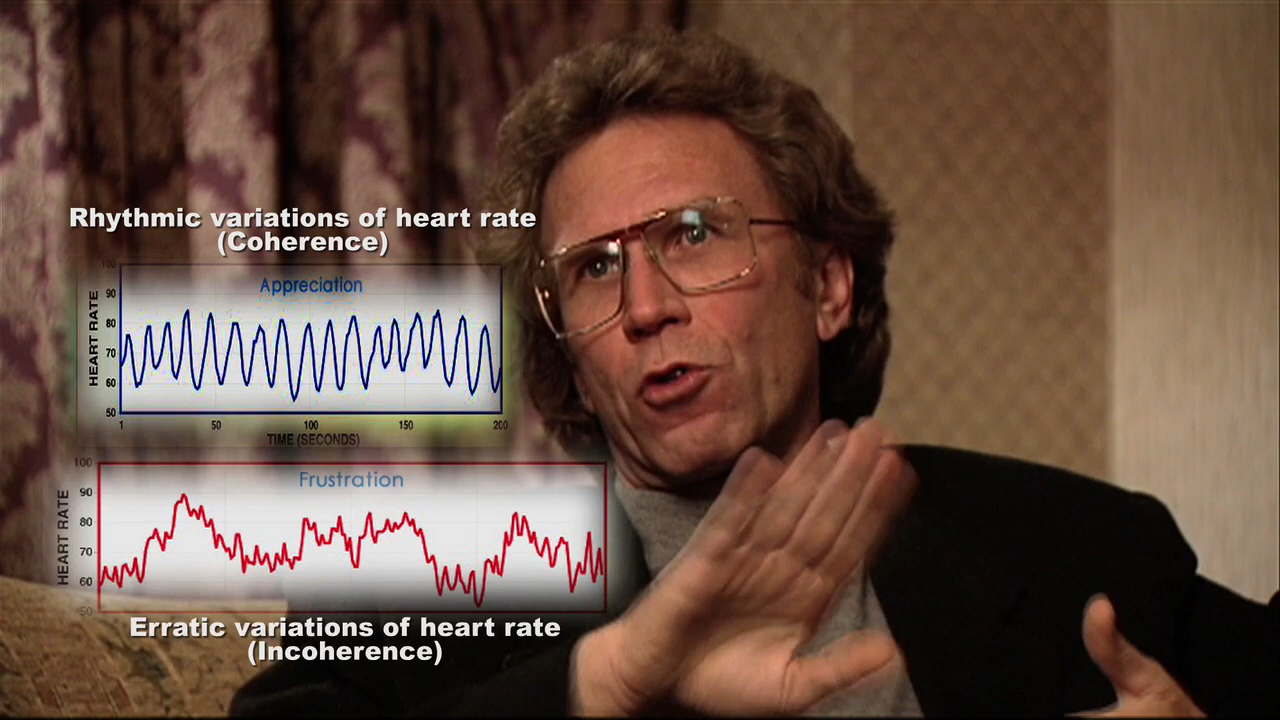 Rhythmic variations of heart rate
(Coherence)
Appreciation
HEART RATE
100
90
80
70
60
50
1
50
100
150
200
TIME (SECONDS)
Frustration
HEART RATE
100
90
80
70
60
50
Erratic variations of heart rate
(Incoherence)